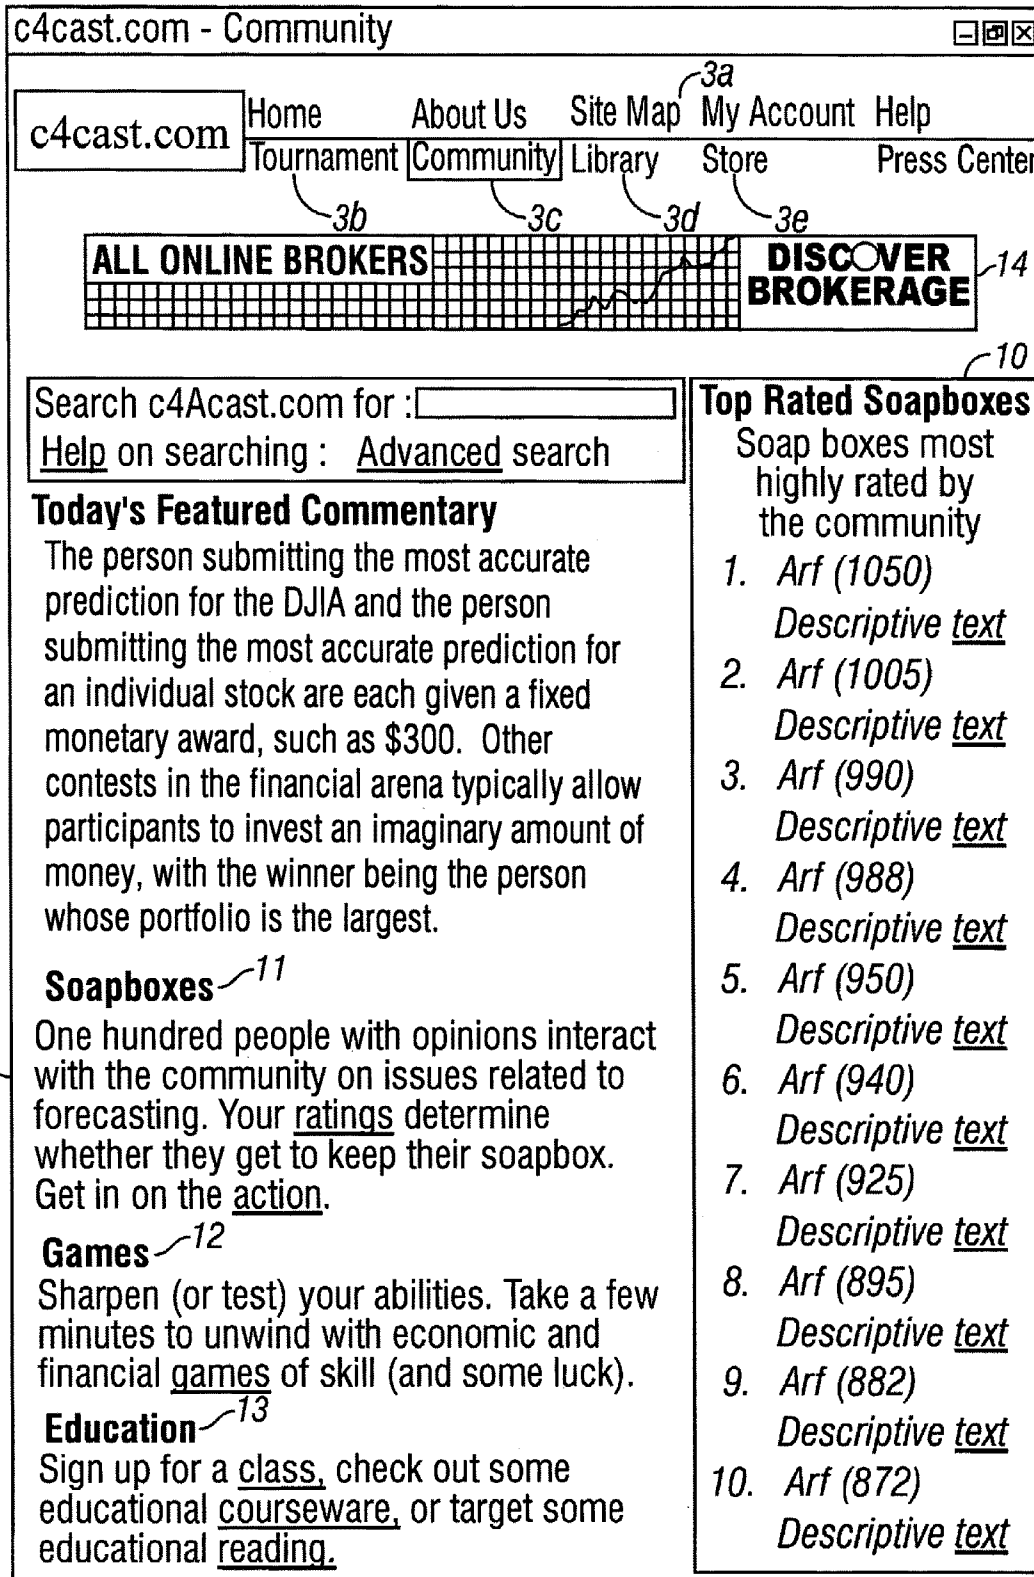 c4cast.com - Community
3a
c4cast.com
Home About Us Site Map My Account Help
Tournament Community Library Store Press Center
3b 3c 3d 3e
ALL ONLINE BROKERS
DISCOVER
BROKERAGE
14
Search c4Acast.com for :
Help on searching : Advanced search
Today's Featured Commentary
The person submitting the most accurate
prediction for the DJIA and the person
submitting the most accurate prediction for
an individual stock are each given a fixed
monetary award, such as $300. Other
contests in the financial arena typically allow
participants to invest an imaginary amount of
money, with the winner being the person
whose portfolio is the largest.
Soapboxes 11
One hundred people with opinions interact
with the community on issues related to
forecasting. Your ratings determine
whether they get to keep their soapbox.
Get in on the action.
Games 12
Sharpen (or test) your abilities. Take a few
minutes to unwind with economic and
financial games of skill (and some luck).
Education 13
Sign up for a class, check out some
educational courseware, or target some
educational reading.
10
Top Rated Soapboxes
Soap boxes most
highly rated by
the community
1. Arf (1050)
Descriptive text
2. Arf (1005)
Descriptive text
3. Arf (990)
Descriptive text
4. Arf (988)
Descriptive text
5. Arf (950)
Descriptive text
6. Arf (940)
Descriptive text
7. Arf (925)
Descriptive text
8. Arf (895)
Descriptive text
9. Arf (882)
Descriptive text
10. Arf (872)
Descriptive text